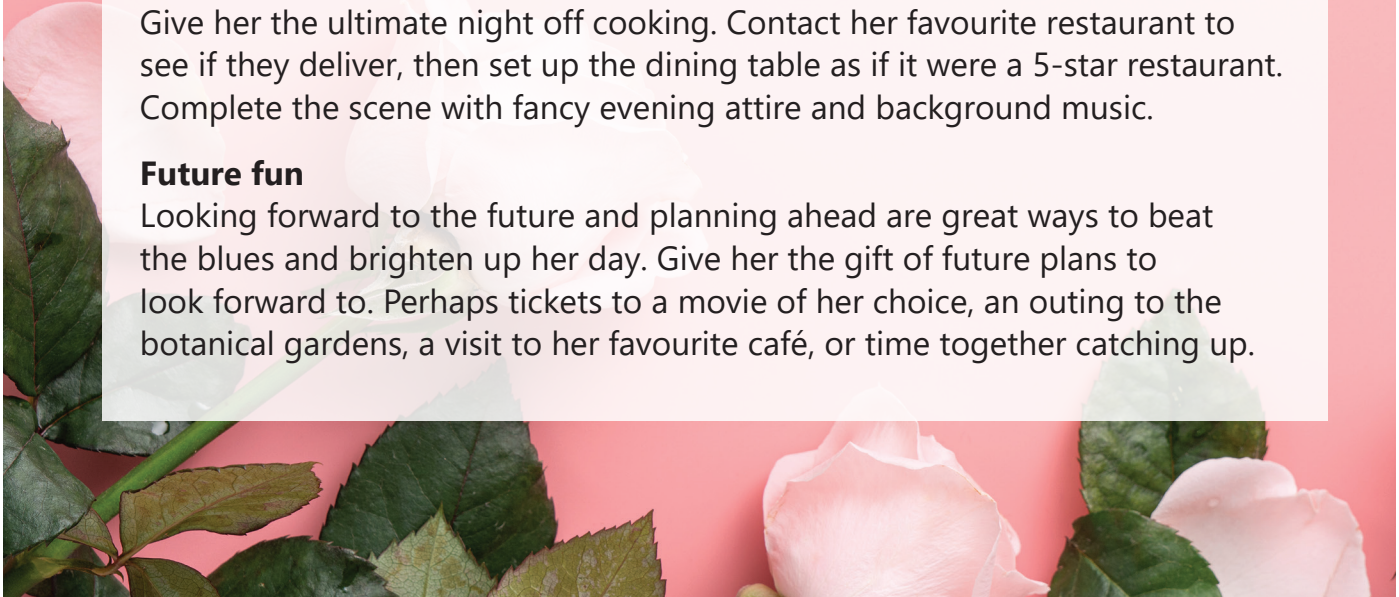 Give her the ultimate night off cooking. Contact her favourite restaurant to
see if they deliver, then set up the dining table as if it were a 5-star restaurant.
Complete the scene with fancy evening attire and background music.
Future fun
Looking forward to the future and planning ahead are great ways to beat
the blues and brighten up her day. Give her the gift of future plans to
look forward to. Perhaps tickets to a movie of her choice, an outing to the
botanical gardens, a visit to her favourite café, or time together catching up.